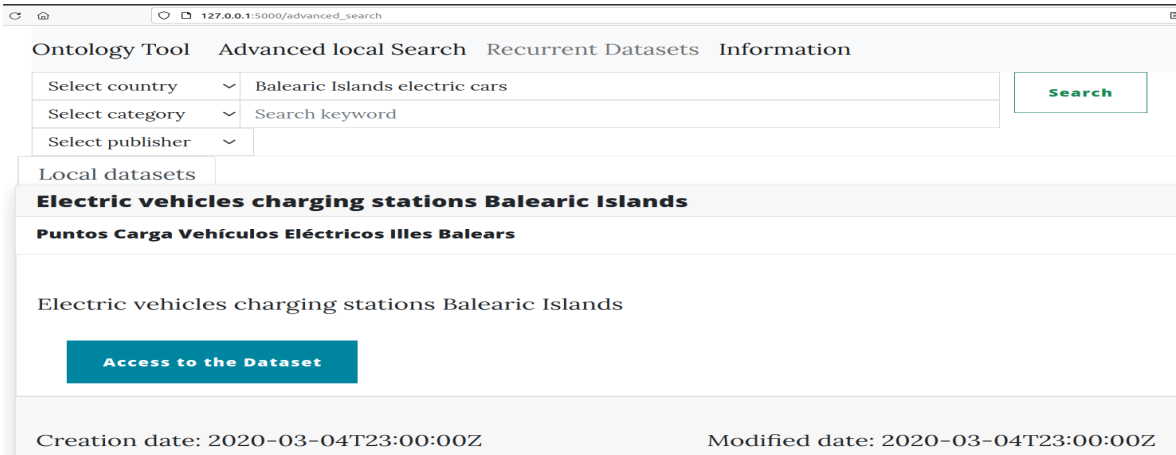 127.0.0.1:5000/advanced_search
Ontology Tool Advanced local Search Recurrent Datasets Information
Select country Balearic Islands electric cars Search
Select category Search keyword
Select publisher
Local datasets
Electric vehicles charging stations Balearic Islands
Puntos Carga Vehículos Eléctricos Illes Balears
Electric vehicles charging stations Balearic Islands
Access to the Dataset
Creation date: 2020-03-04T23:00:00Z Modified date: 2020-03-04T23:00:00Z